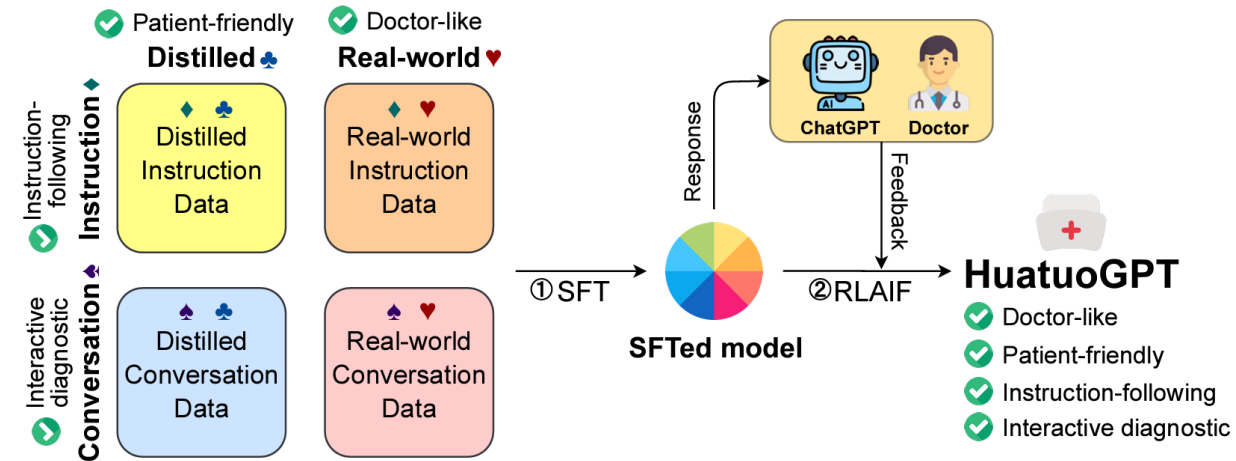 Patient-friendly
Doctor-like
Distilled ♣
Real-world ♥
Instruction-
following
Instruction ♦
♦ ♣
Distilled
Instruction
Data
♦ ♥
Real-world
Instruction
Data
Interactive
diagnostic
Conversation ♠
♠ ♣
Distilled
Conversation
Data
♠ ♥
Real-world
Conversation
Data
①SFT
SFTed model
Response
AI
ChatGPT
Doctor
Feedback
②RLAIF
HuatuoGPT
Doctor-like
Patient-friendly
Instruction-following
Interactive diagnostic